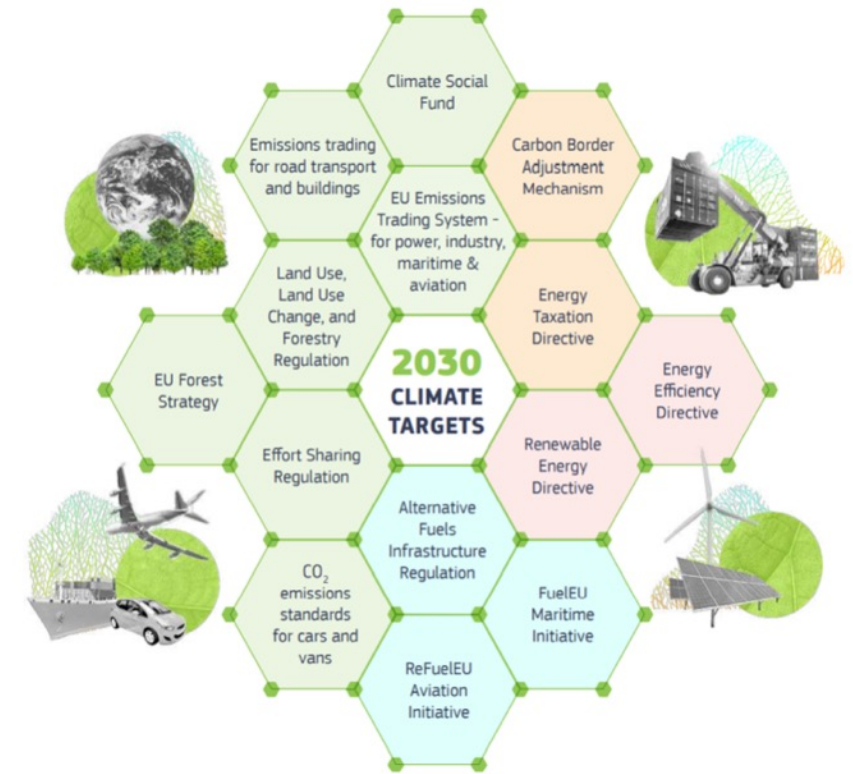 Climate Social
Fund
Emissions trading
for road transport
and buildings
Carbon Border
Adjustment
Mechanism
EU Emissions
Trading System -
for power, industry,
maritime &
aviation
Land Use,
Land Use
Change, and
Forestry
Regulation
Energy
Taxation
Directive
2030
CLIMATE
TARGETS
EU Forest
Strategy
Energy
Efficiency
Directive
Effort Sharing
Regulation
Renewable
Energy
Directive
Alternative
Fuels
Infrastructure
Regulation
CO₂
emissions
standards
for cars and
vans
FuelEU
Maritime
Initiative
ReFuelEU
Aviation
Initiative